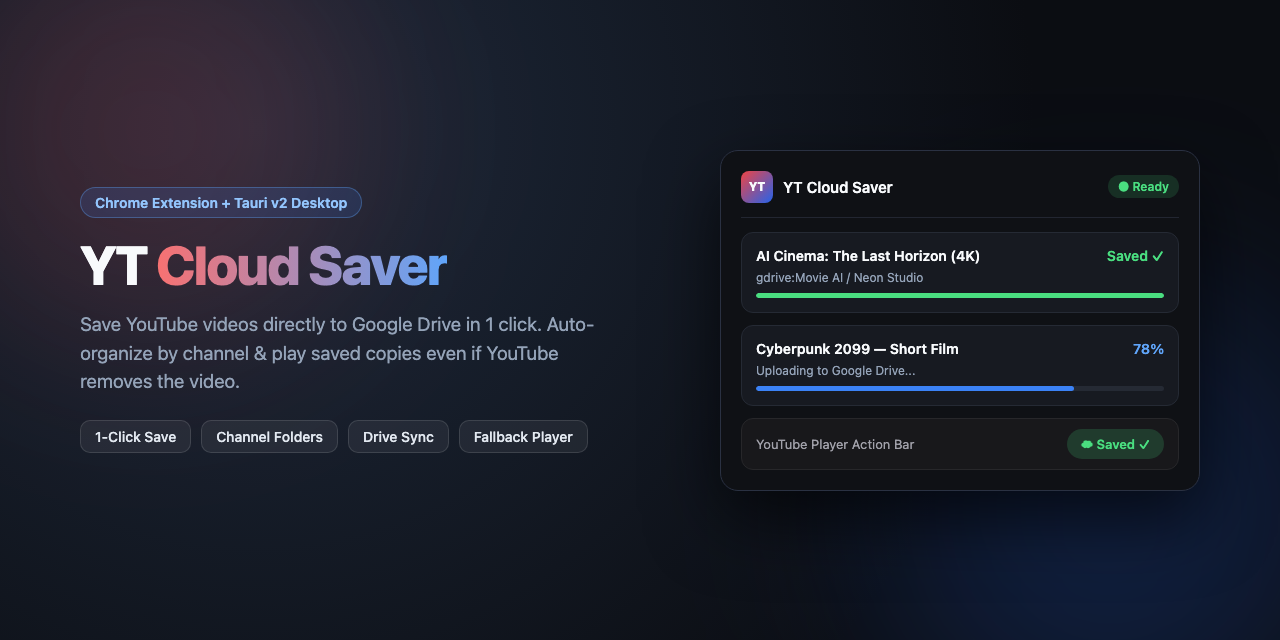 Chrome Extension + Tauri v2 Desktop
YT Cloud Saver
Save YouTube videos directly to Google Drive in 1 click. Auto-
organize by channel & play saved copies even if YouTube
removes the video.
1-Click Save
Channel Folders
Drive Sync
Fallback Player
YT
YT Cloud Saver
Ready
AI Cinema: The Last Horizon (4K)
Saved ✓
gdrive:Movie AI / Neon Studio
Cyberpunk 2099 — Short Film
78%
Uploading to Google Drive...
YouTube Player Action Bar
Saved ✓